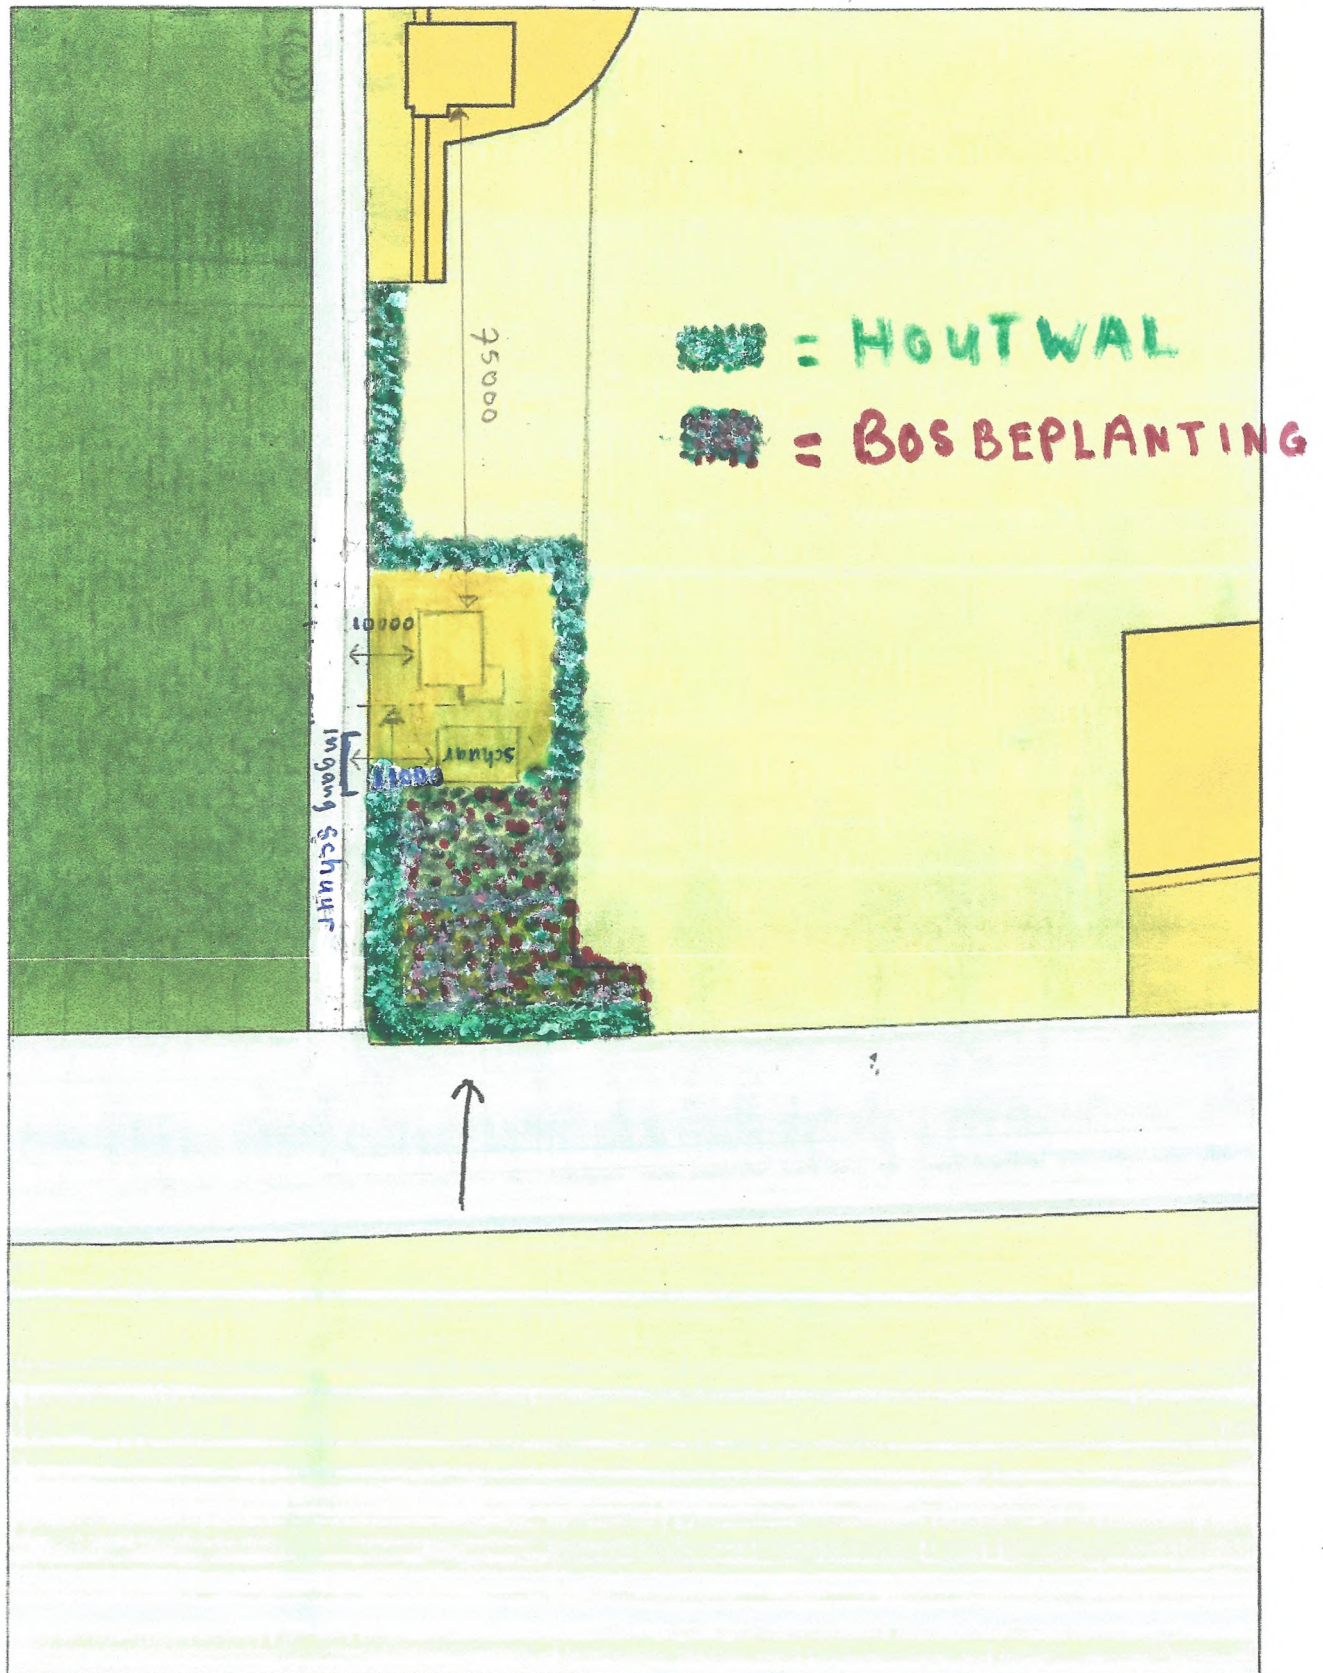 = HOUTWAL
= BOSBEPLANTING
75000
10000
schuur
Ingang schuur